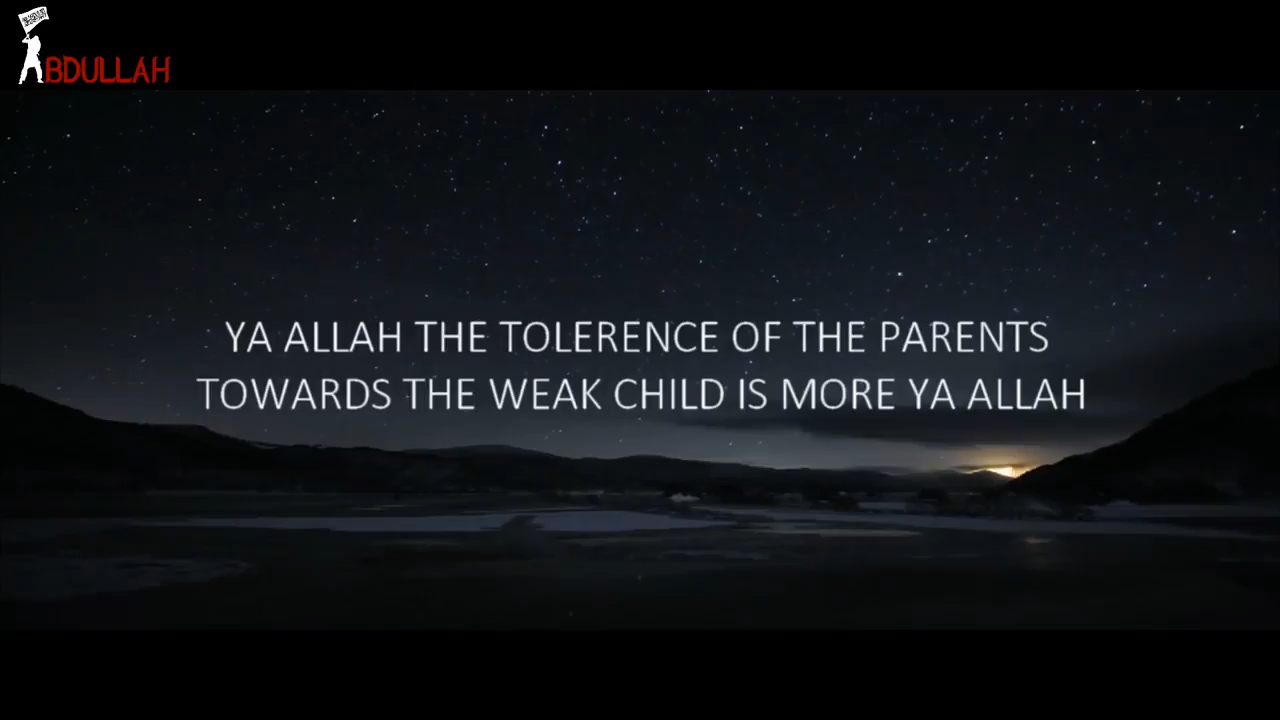 ABDULLAH
YA ALLAH THE TOLERENCE OF THE PARENTS
TOWARDS THE WEAK CHILD IS MORE YA ALLAH